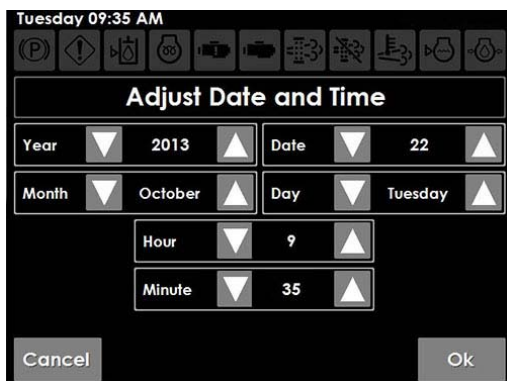 Tuesday 09:35 AM
(P)
Adjust Date and Time
Year 2013 Date 22
Month October Day Tuesday
Hour 9
Minute 35
Cancel Ok